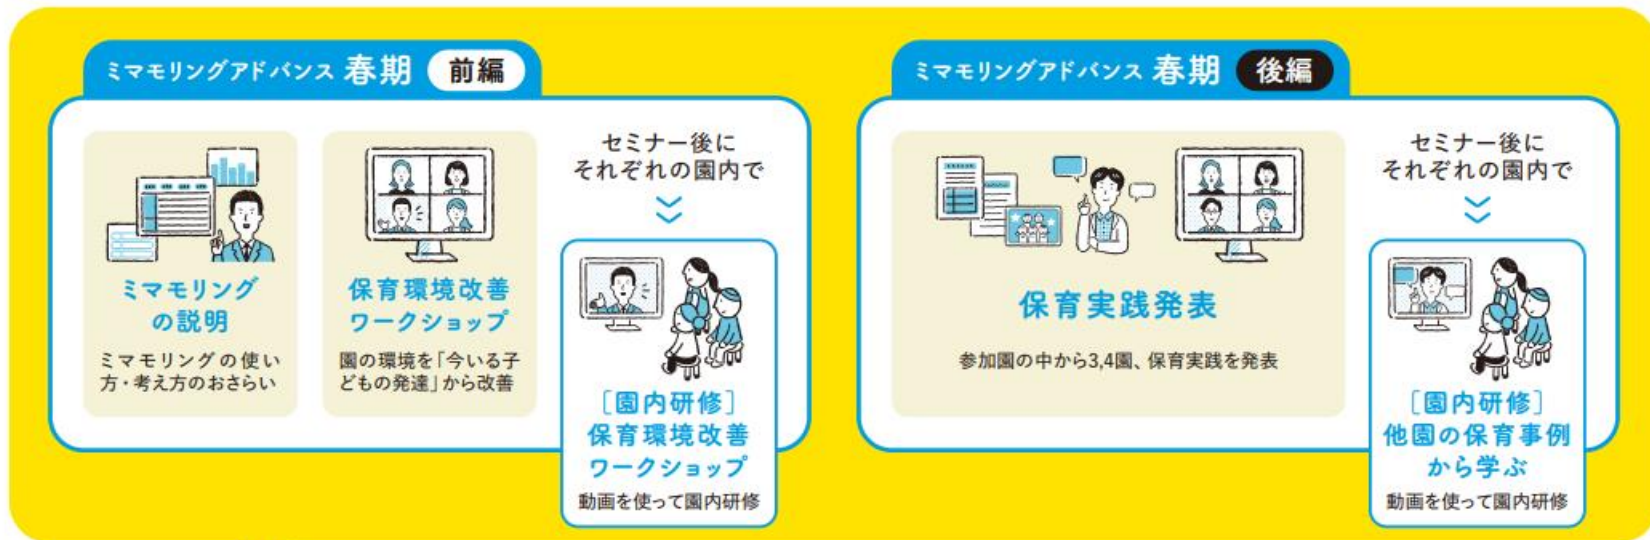 ミマモリングアドバンス 春期 前編
ミマモリング
の説明
ミマモリングの使い
方・考え方のおさらい
保育環境改善
ワークショップ
園の環境を「今いる子
どもの発達」から改善
セミナー後に
それぞれの園内で
［園内研修］
保育環境改善
ワークショップ
動画を使って園内研修
ミマモリングアドバンス 春期 後編
保育実践発表
参加園の中から3,4園、保育実践を発表
セミナー後に
それぞれの園内で
［園内研修］
他園の保育事例
から学ぶ
動画を使って園内研修